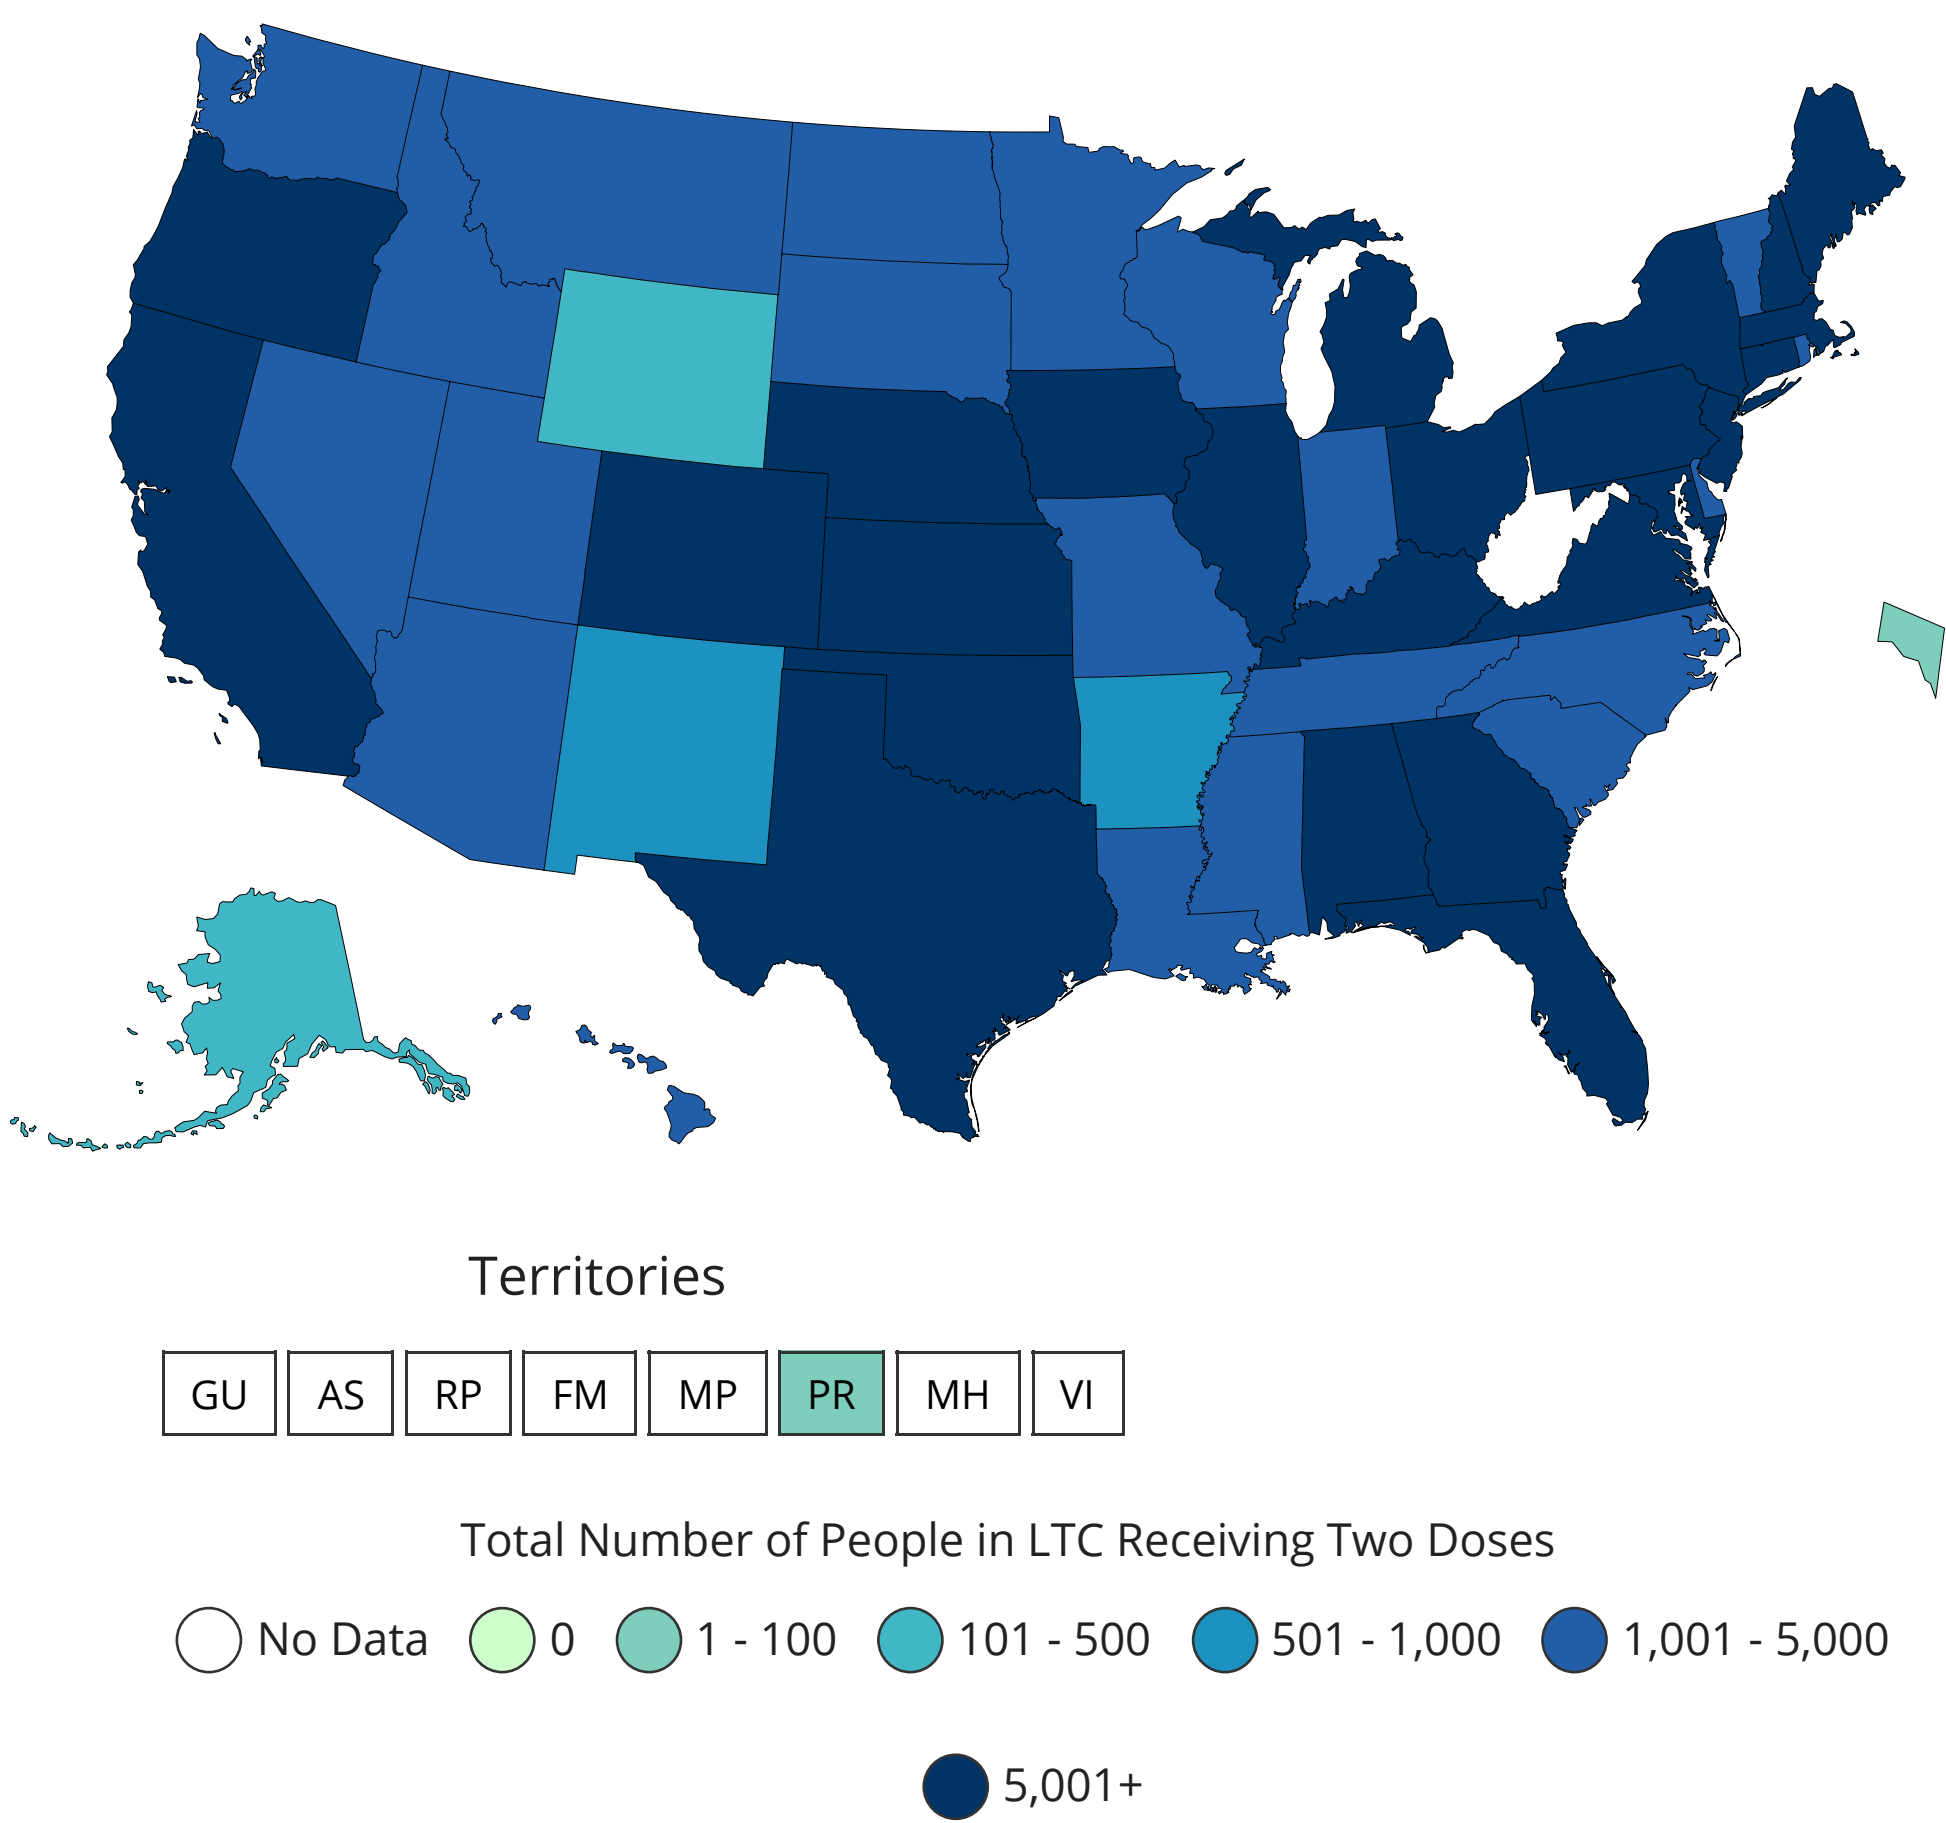 Territories
GU AS RP FM MP PR MH VI
Total Number of People in LTC Receiving Two Doses
No Data 0 1 - 100 101 - 500 501 - 1,000 1,001 - 5,000
5,001+